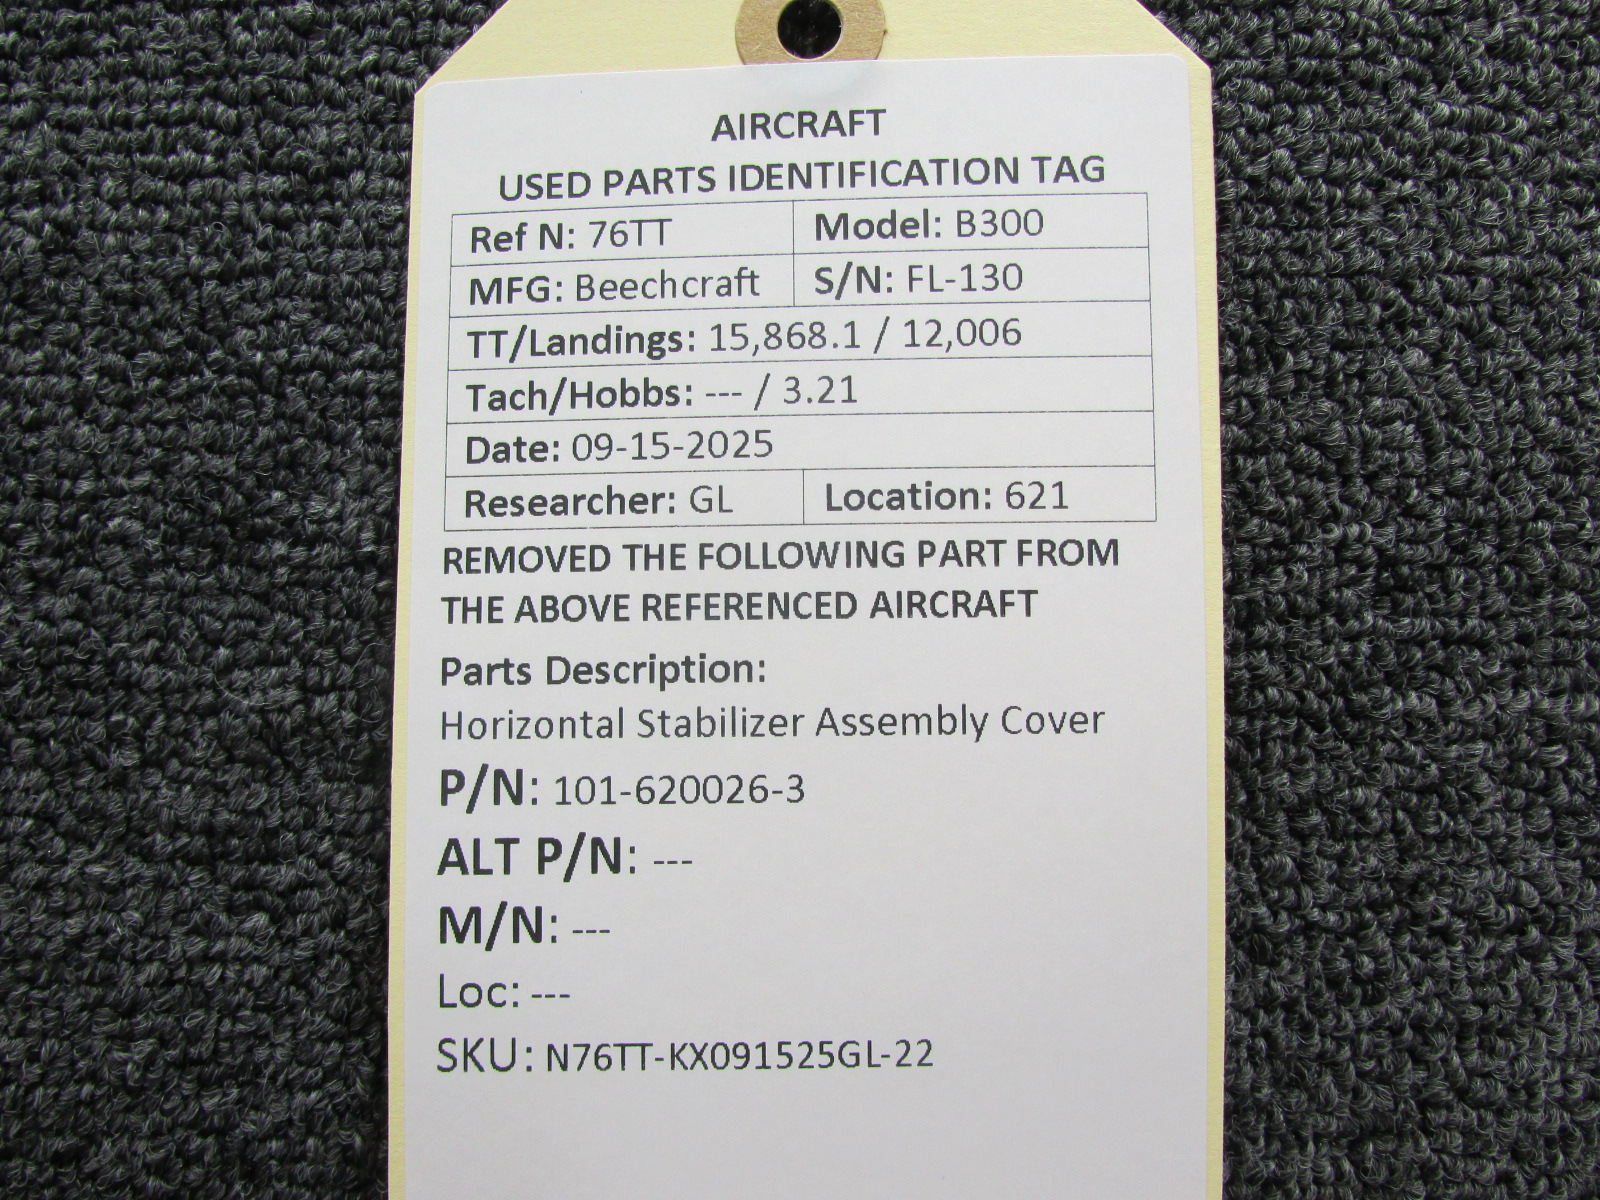 AIRCRAFT
USED PARTS IDENTIFICATION TAG
Ref N: 76TT Model: B300
MFG: Beechcraft S/N: FL-130
TT/Landings: 15,868.1 / 12,006
Tach/Hobbs: --- / 3.21
Date: 09-15-2025
Researcher: GL Location: 621
REMOVED THE FOLLOWING PART FROM
THE ABOVE REFERENCED AIRCRAFT
Parts Description:
Horizontal Stabilizer Assembly Cover
P/N: 101-620026-3
ALT P/N: ---
M/N: ---
Loc: ---
SKU: N76TT-KX091525GL-22